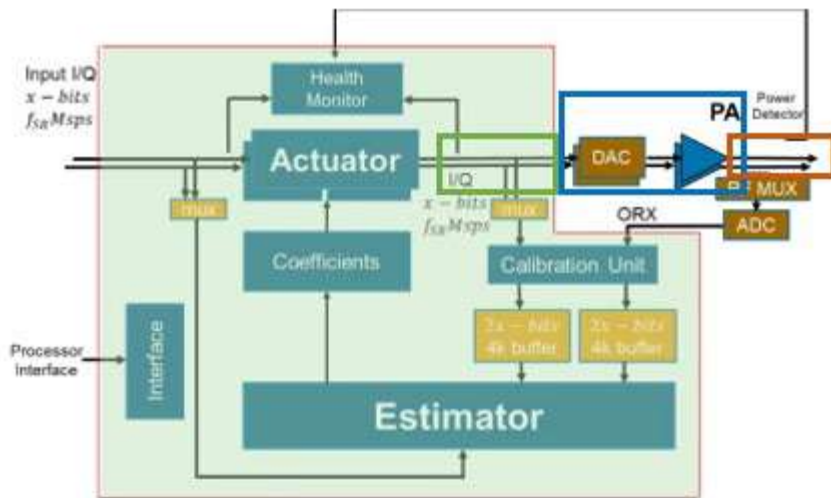 Input I/Q
x − bits
f_SR Msps
Health
Monitor
PA
Power
Detector
Actuator
DAC
mux
I/Q
x − bits
f_SR Msps
mux
MUX
ORX
ADC
Coefficients
Calibration Unit
Interface
2x − bits
4k buffer
2x − bits
4k buffer
Processor
Interface
Estimator